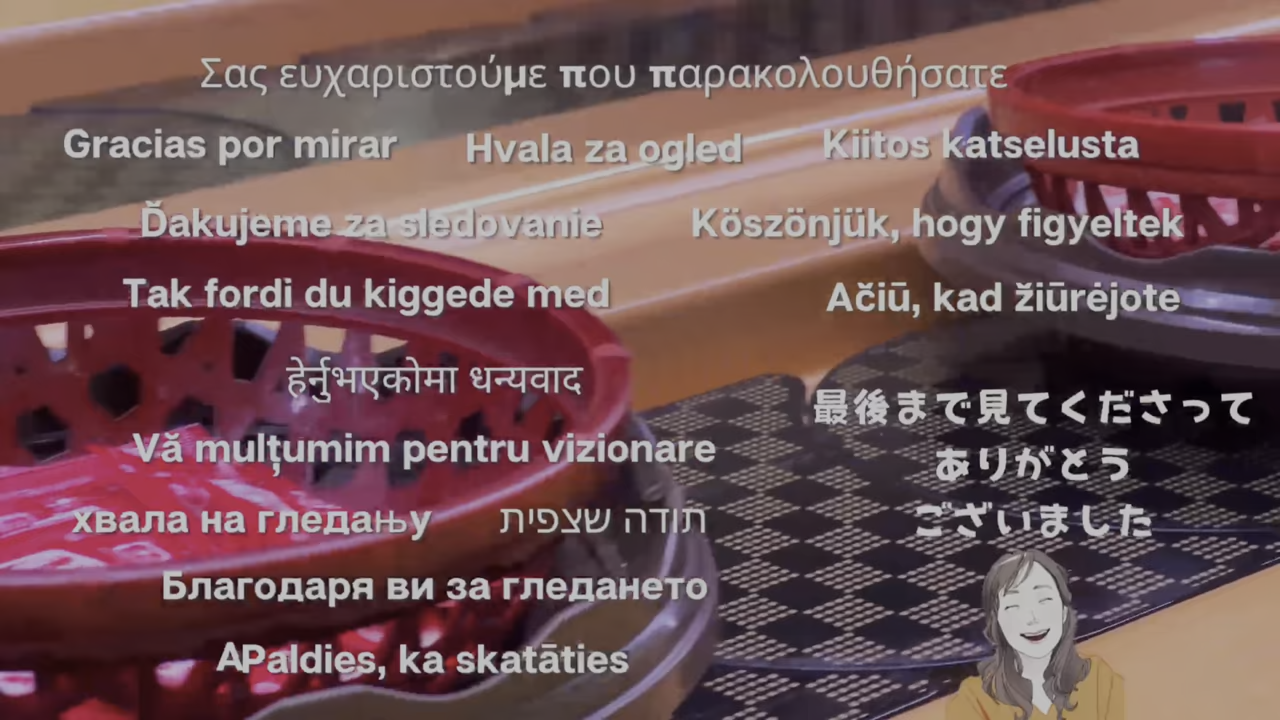 Σας ευχαριστούμε που παρακολουθήσατε
Gracias por mirar
Hvala za ogled
Kiitos katselusta
Ďakujeme za sledovanie
Köszönjük, hogy figyeltek
Tak fordi du kiggede med
Ačiū, kad žiūrėjote
हेर्नुभएकोमा धन्यवाद
最後まで見てくださって
ありがとう
ございました
Vă mulțumim pentru vizionare
хвала на гледању
תודה שצפית
Благодаря ви за гледането
APaldies, ka skatāties